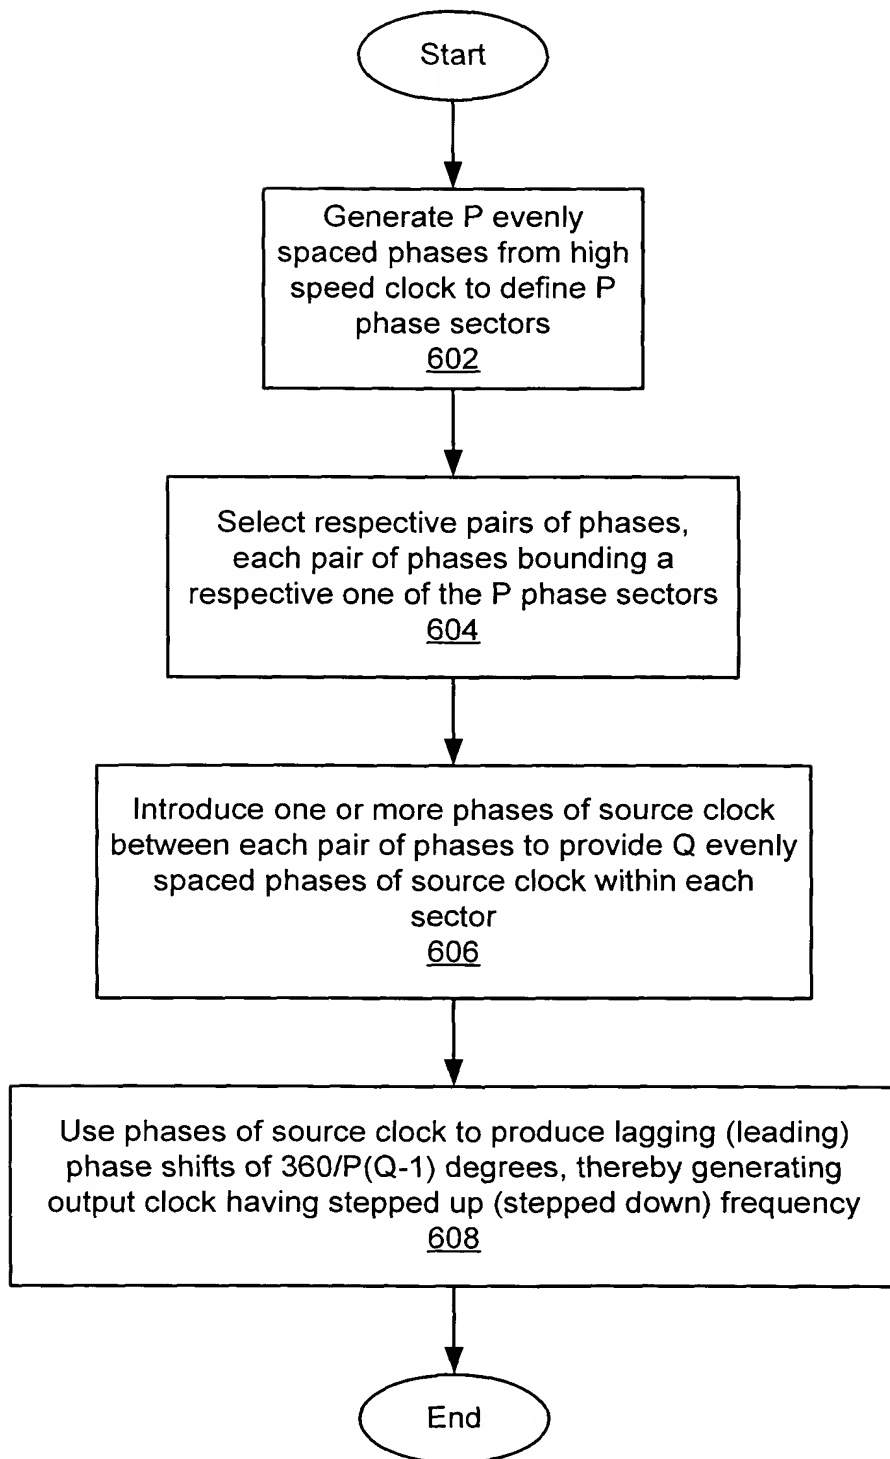 Start
Generate P evenly
spaced phases from high
speed clock to define P
phase sectors
602
Select respective pairs of phases,
each pair of phases bounding a
respective one of the P phase sectors
604
Introduce one or more phases of source clock
between each pair of phases to provide Q evenly
spaced phases of source clock within each
sector
606
Use phases of source clock to produce lagging (leading)
phase shifts of 360/P(Q-1) degrees, thereby generating
output clock having stepped up (stepped down) frequency
608
End